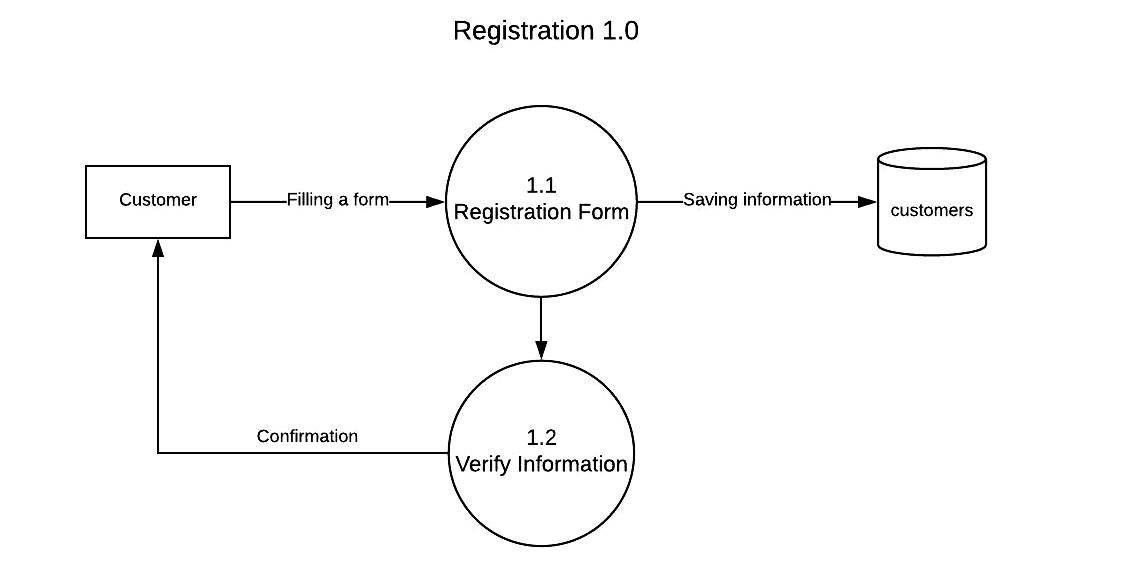 Registration 1.0
Customer
Filling a form
1.1
Registration Form
Saving information
customers
Confirmation
1.2
Verify Information